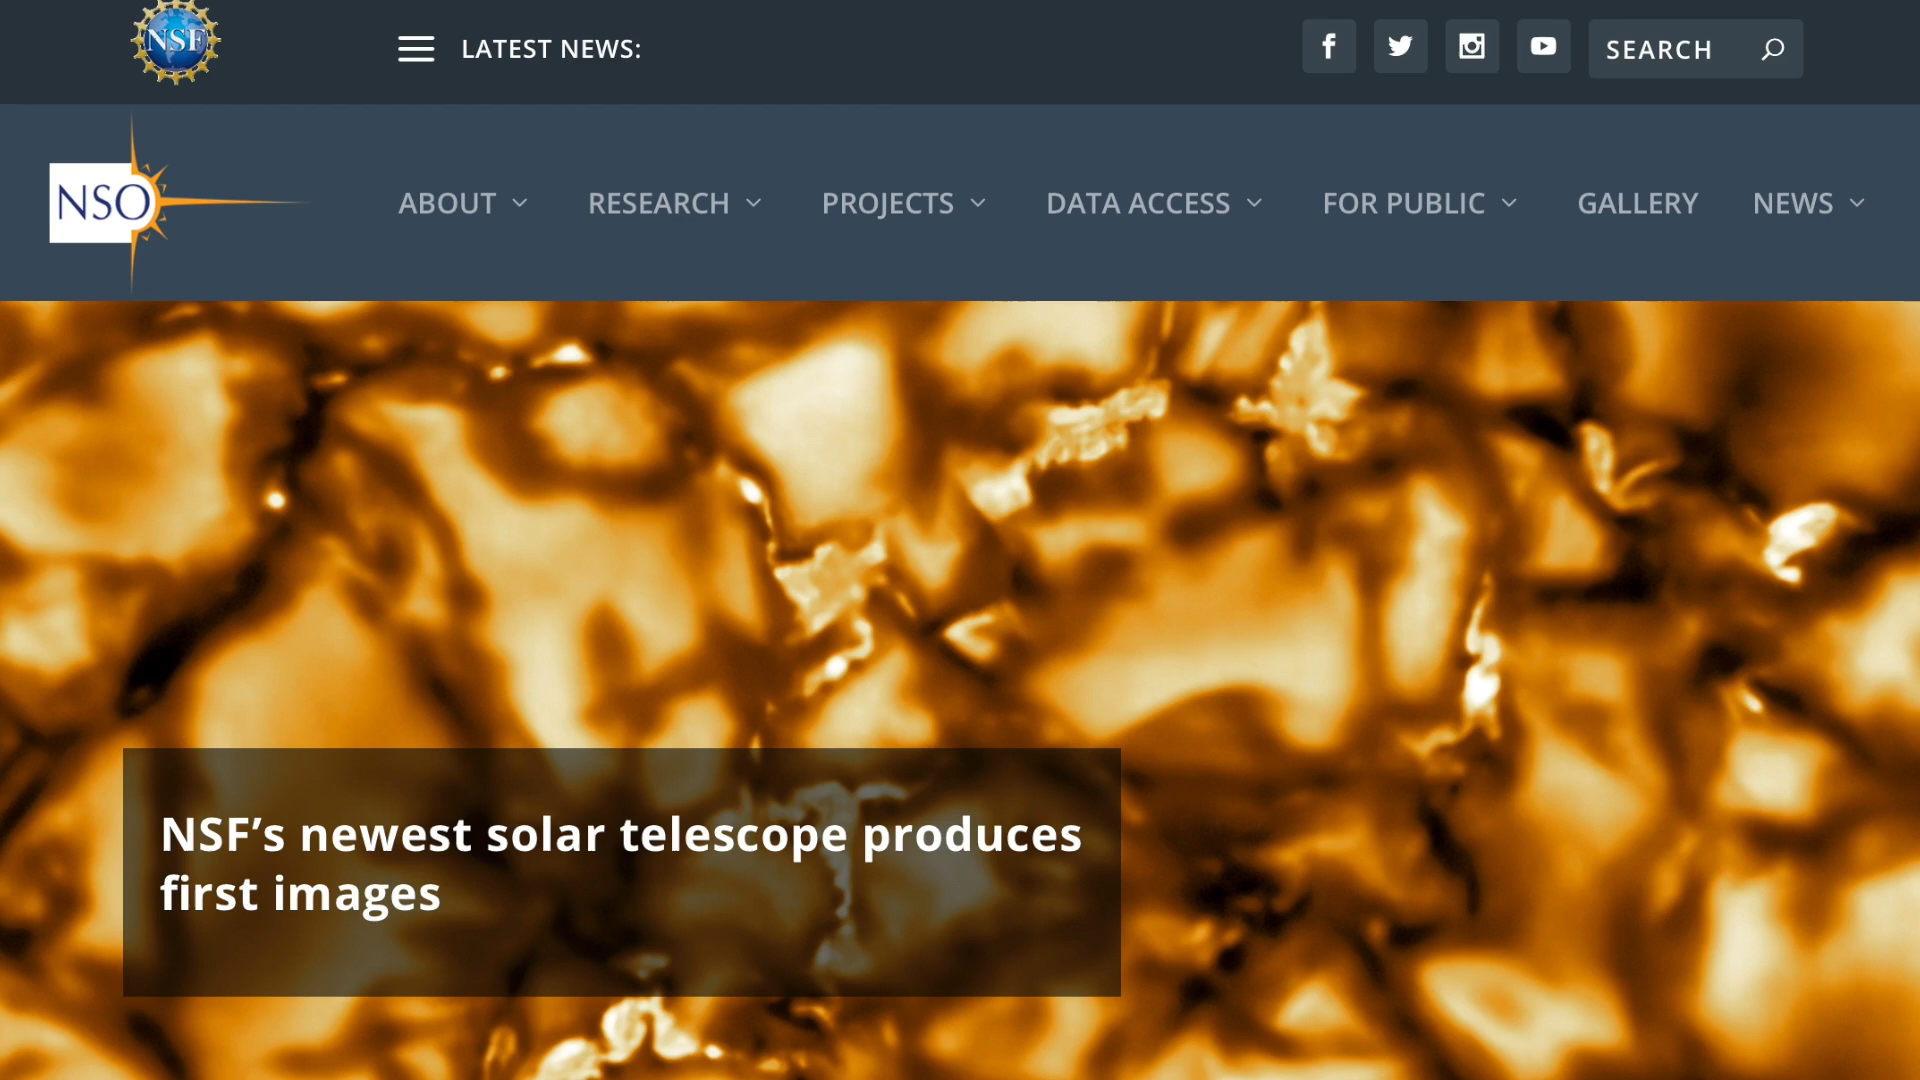 NSF
LATEST NEWS:
SEARCH
NSO
ABOUT
RESEARCH
PROJECTS
DATA ACCESS
FOR PUBLIC
GALLERY
NEWS
NSF’s newest solar telescope produces
first images